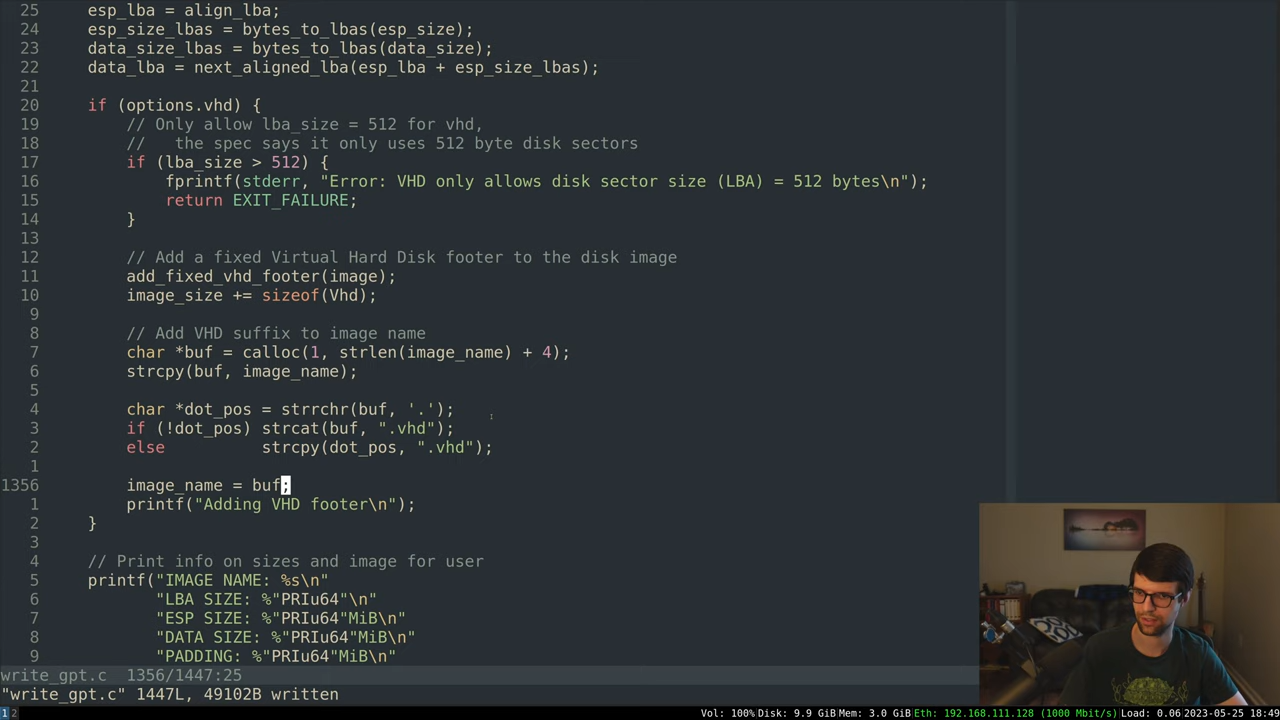 25     esp_lba = align_lba;
24     esp_size_lbas = bytes_to_lbas(esp_size);
23     data_size_lbas = bytes_to_lbas(data_size);
22     data_lba = next_aligned_lba(esp_lba + esp_size_lbas);
21
20     if (options.vhd) {
19         // Only allow lba_size = 512 for vhd,
18         //   the spec says it only uses 512 byte disk sectors
17         if (lba_size > 512) {
16             fprintf(stderr, "Error: VHD only allows disk sector size (LBA) = 512 bytes\n");
15             return EXIT_FAILURE;
14         }
13
12         // Add a fixed Virtual Hard Disk footer to the disk image
11         add_fixed_vhd_footer(image);
10         image_size += sizeof(Vhd);
9
8         // Add VHD suffix to image name
7         char *buf = calloc(1, strlen(image_name) + 4);
6         strcpy(buf, image_name);
5
4         char *dot_pos = strrchr(buf, '.');
3         if (!dot_pos) strcat(buf, ".vhd");
2         else          strcpy(dot_pos, ".vhd");
1
1356         image_name = buf;
1         printf("Adding VHD footer\n");
2     }
3
4     // Print info on sizes and image for user
5     printf("IMAGE NAME: %s\n"
6            "LBA SIZE: %"PRIu64"\n"
7            "ESP SIZE: %"PRIu64"MiB\n"
8            "DATA SIZE: %"PRIu64"MiB\n"
9            "PADDING: %"PRIu64"MiB\n"
write_gpt.c  1356/1447:25
"write_gpt.c" 1447L, 49102B written
1 2 Vol: 100% Disk: 9.9 GiB Mem: 3.0 GiB Eth: 192.168.111.128 (1000 Mbit/s) Load: 0.06 2023-05-25 18:49